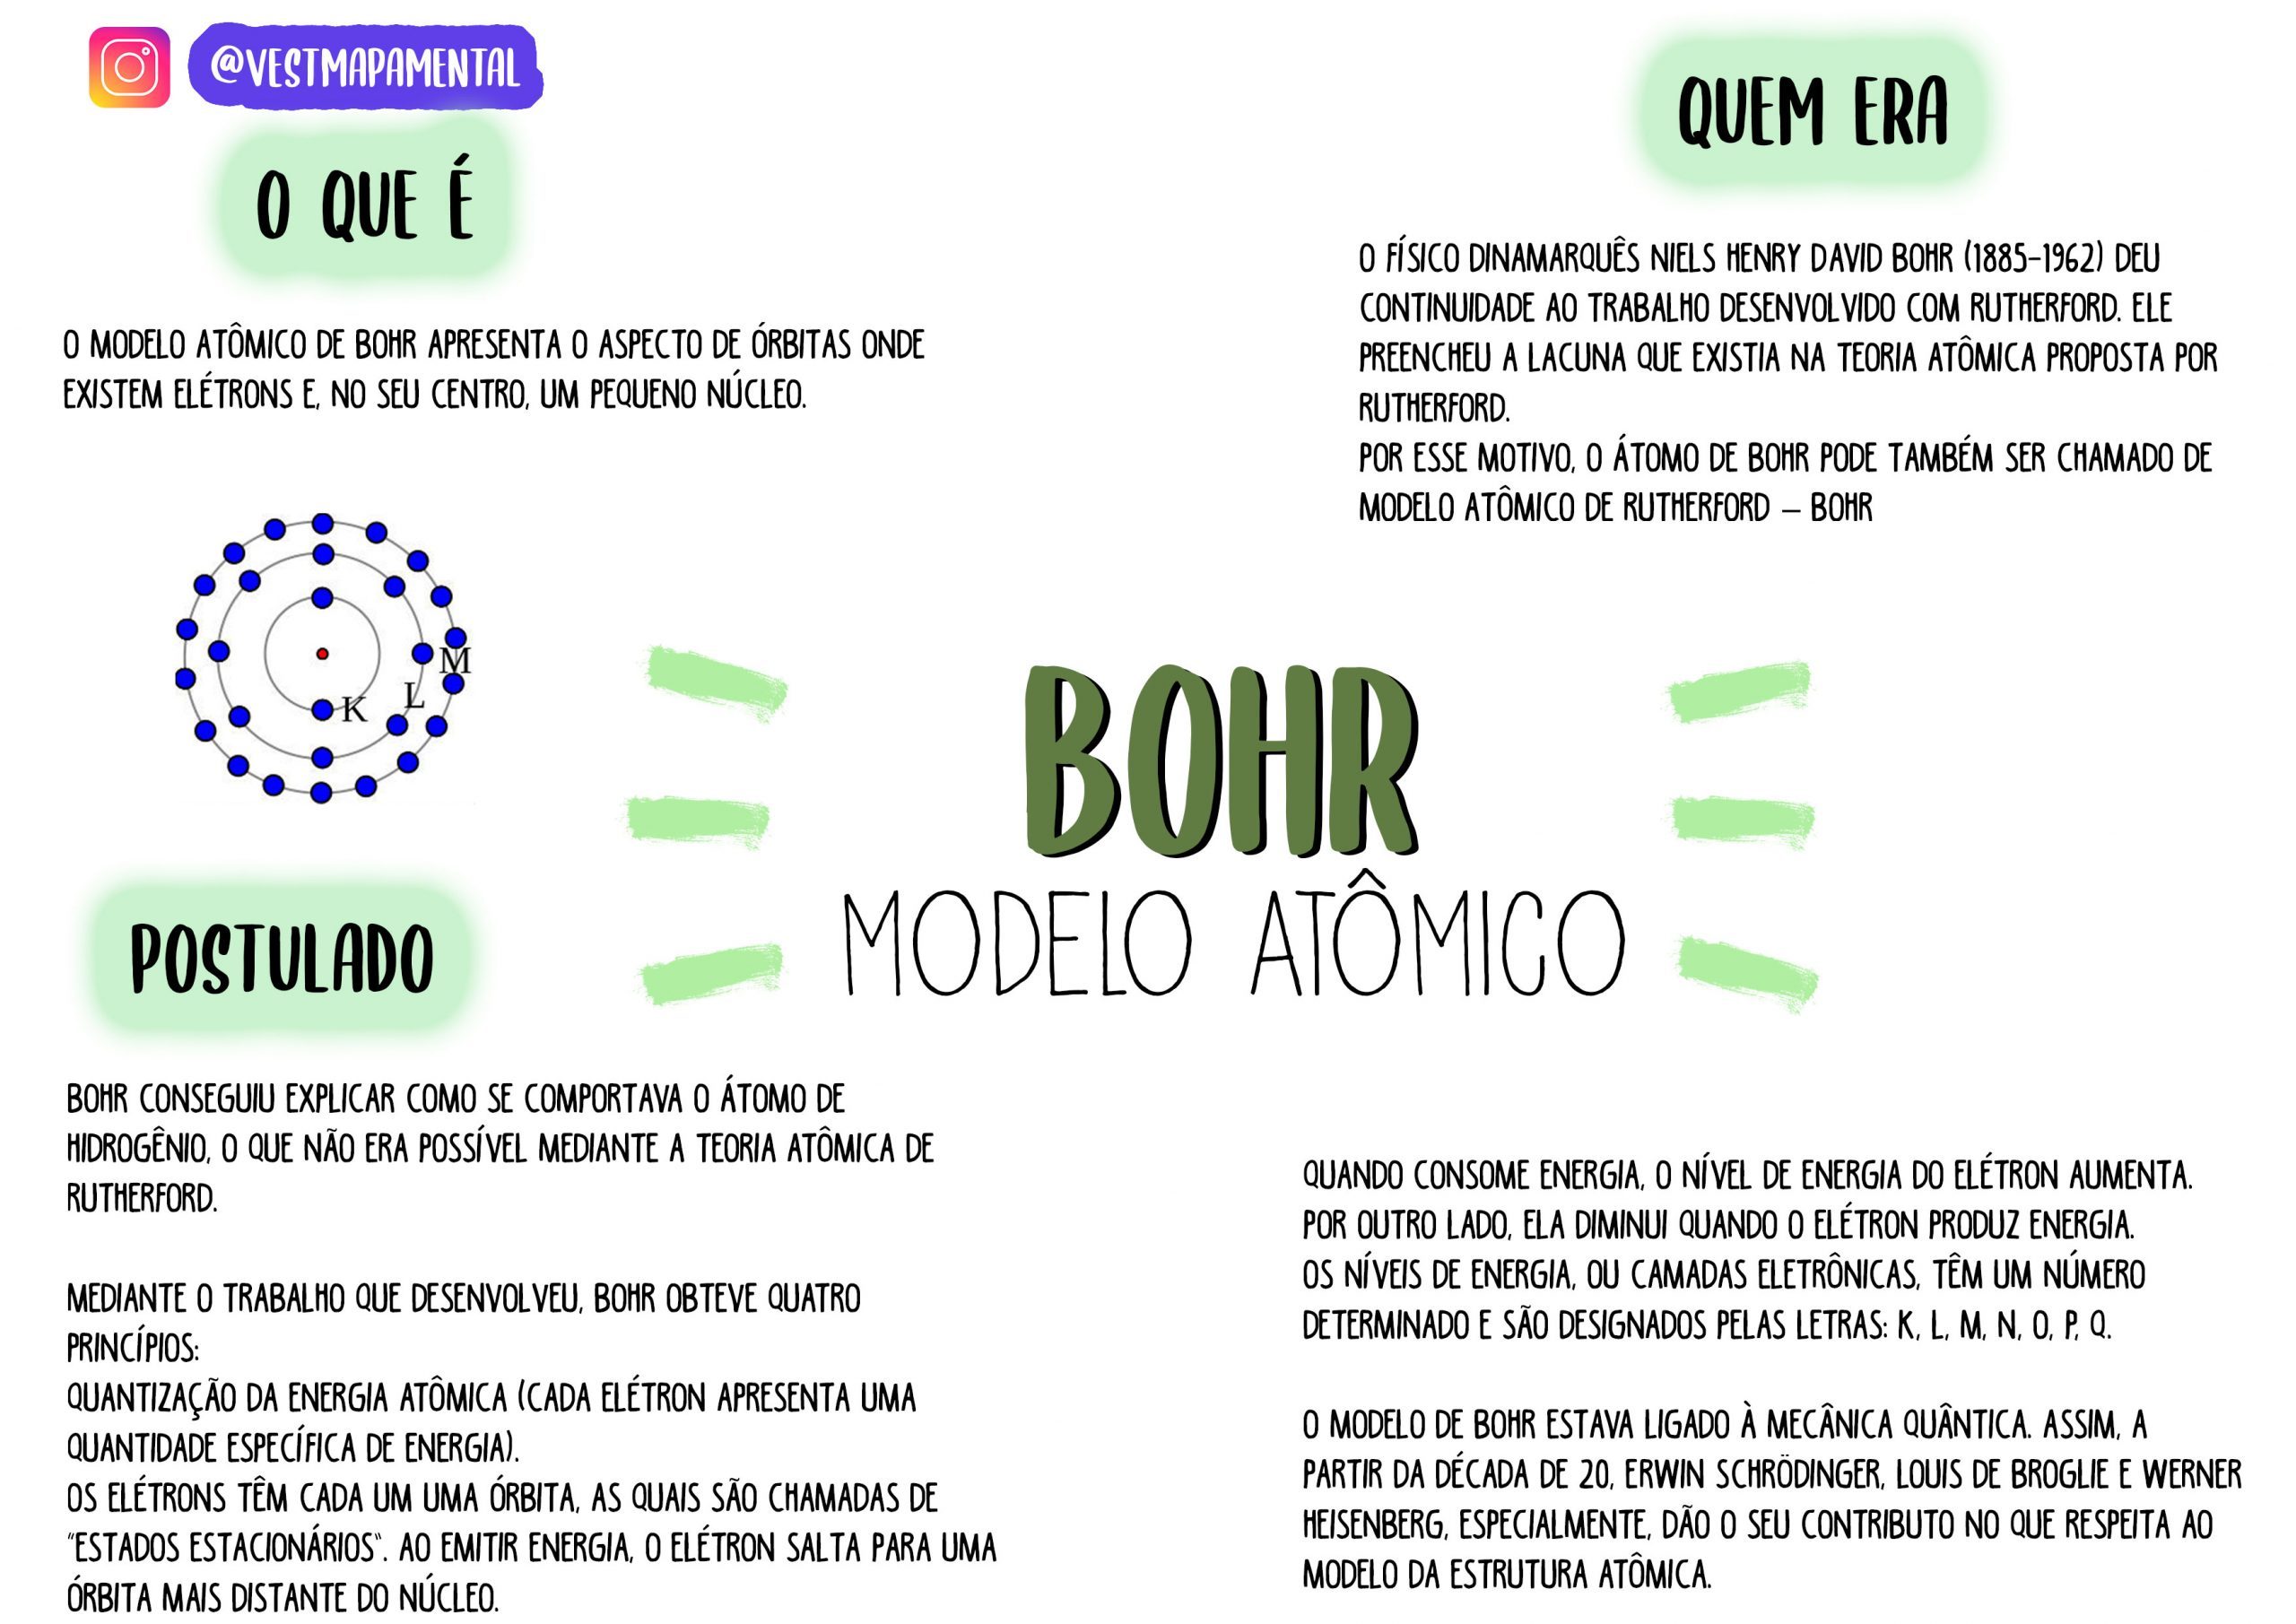 @VESTMAPAMENTAL
O QUE É
O MODELO ATÔMICO DE BOHR APRESENTA O ASPECTO DE ÓRBITAS ONDE
EXISTEM ELÉTRONS E, NO SEU CENTRO, UM PEQUENO NÚCLEO.
K
L
M
QUEM ERA
O FÍSICO DINAMARQUÊS NIELS HENRY DAVID BOHR (1885-1962) DEU
CONTINUIDADE AO TRABALHO DESENVOLVIDO COM RUTHERFORD. ELE
PREENCHEU A LACUNA QUE EXISTIA NA TEORIA ATÔMICA PROPOSTA POR
RUTHERFORD.
POR ESSE MOTIVO, O ÁTOMO DE BOHR PODE TAMBÉM SER CHAMADO DE
MODELO ATÔMICO DE RUTHERFORD – BOHR
BOHR
MODELO ATÔMICO
POSTULADO
BOHR CONSEGUIU EXPLICAR COMO SE COMPORTAVA O ÁTOMO DE
HIDROGÊNIO, O QUE NÃO ERA POSSÍVEL MEDIANTE A TEORIA ATÔMICA DE
RUTHERFORD.
MEDIANTE O TRABALHO QUE DESENVOLVEU, BOHR OBTEVE QUATRO
PRINCÍPIOS:
QUANTIZAÇÃO DA ENERGIA ATÔMICA (CADA ELÉTRON APRESENTA UMA
QUANTIDADE ESPECÍFICA DE ENERGIA).
OS ELÉTRONS TÊM CADA UM UMA ÓRBITA, AS QUAIS SÃO CHAMADAS DE
“ESTADOS ESTACIONÁRIOS”. AO EMITIR ENERGIA, O ELÉTRON SALTA PARA UMA
ÓRBITA MAIS DISTANTE DO NÚCLEO.
QUANDO CONSOME ENERGIA, O NÍVEL DE ENERGIA DO ELÉTRON AUMENTA.
POR OUTRO LADO, ELA DIMINUI QUANDO O ELÉTRON PRODUZ ENERGIA.
OS NÍVEIS DE ENERGIA, OU CAMADAS ELETRÔNICAS, TÊM UM NÚMERO
DETERMINADO E SÃO DESIGNADOS PELAS LETRAS: K, L, M, N, O, P, Q.
O MODELO DE BOHR ESTAVA LIGADO À MECÂNICA QUÂNTICA. ASSIM, A
PARTIR DA DÉCADA DE 20, ERWIN SCHRÖDINGER, LOUIS DE BROGLIE E WERNER
HEISENBERG, ESPECIALMENTE, DÃO O SEU CONTRIBUTO NO QUE RESPEITA AO
MODELO DA ESTRUTURA ATÔMICA.